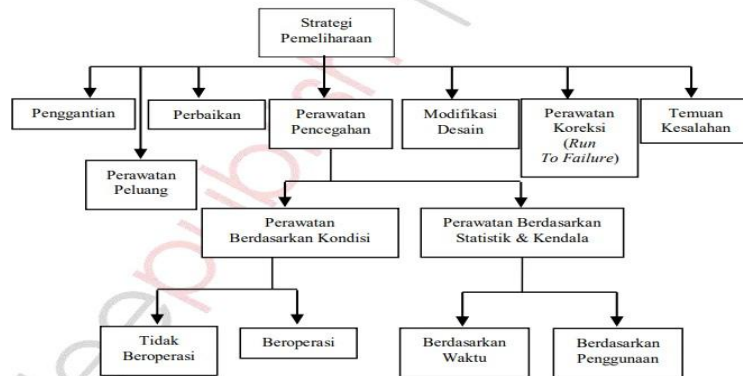 Strategi
Pemeliharaan
Penggantian
Perbaikan
Perawatan
Pencegahan
Modifikasi
Desain
Perawatan
Koreksi
(Run
To Failure)
Temuan
Kesalahan
Perawatan
Peluang
Perawatan
Berdasarkan Kondisi
Perawatan Berdasarkan
Statistik & Kendala
Tidak
Beroperasi
Beroperasi
Berdasarkan
Waktu
Berdasarkan
Penggunaan